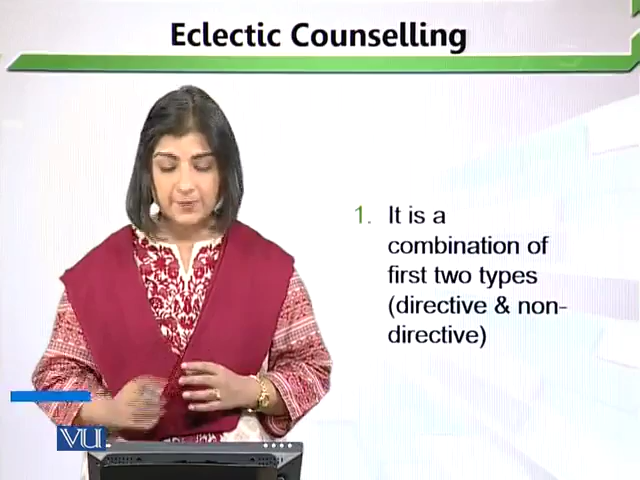 Eclectic Counselling
1. It is a
combination of
first two types
(directive & non-
directive)
VU